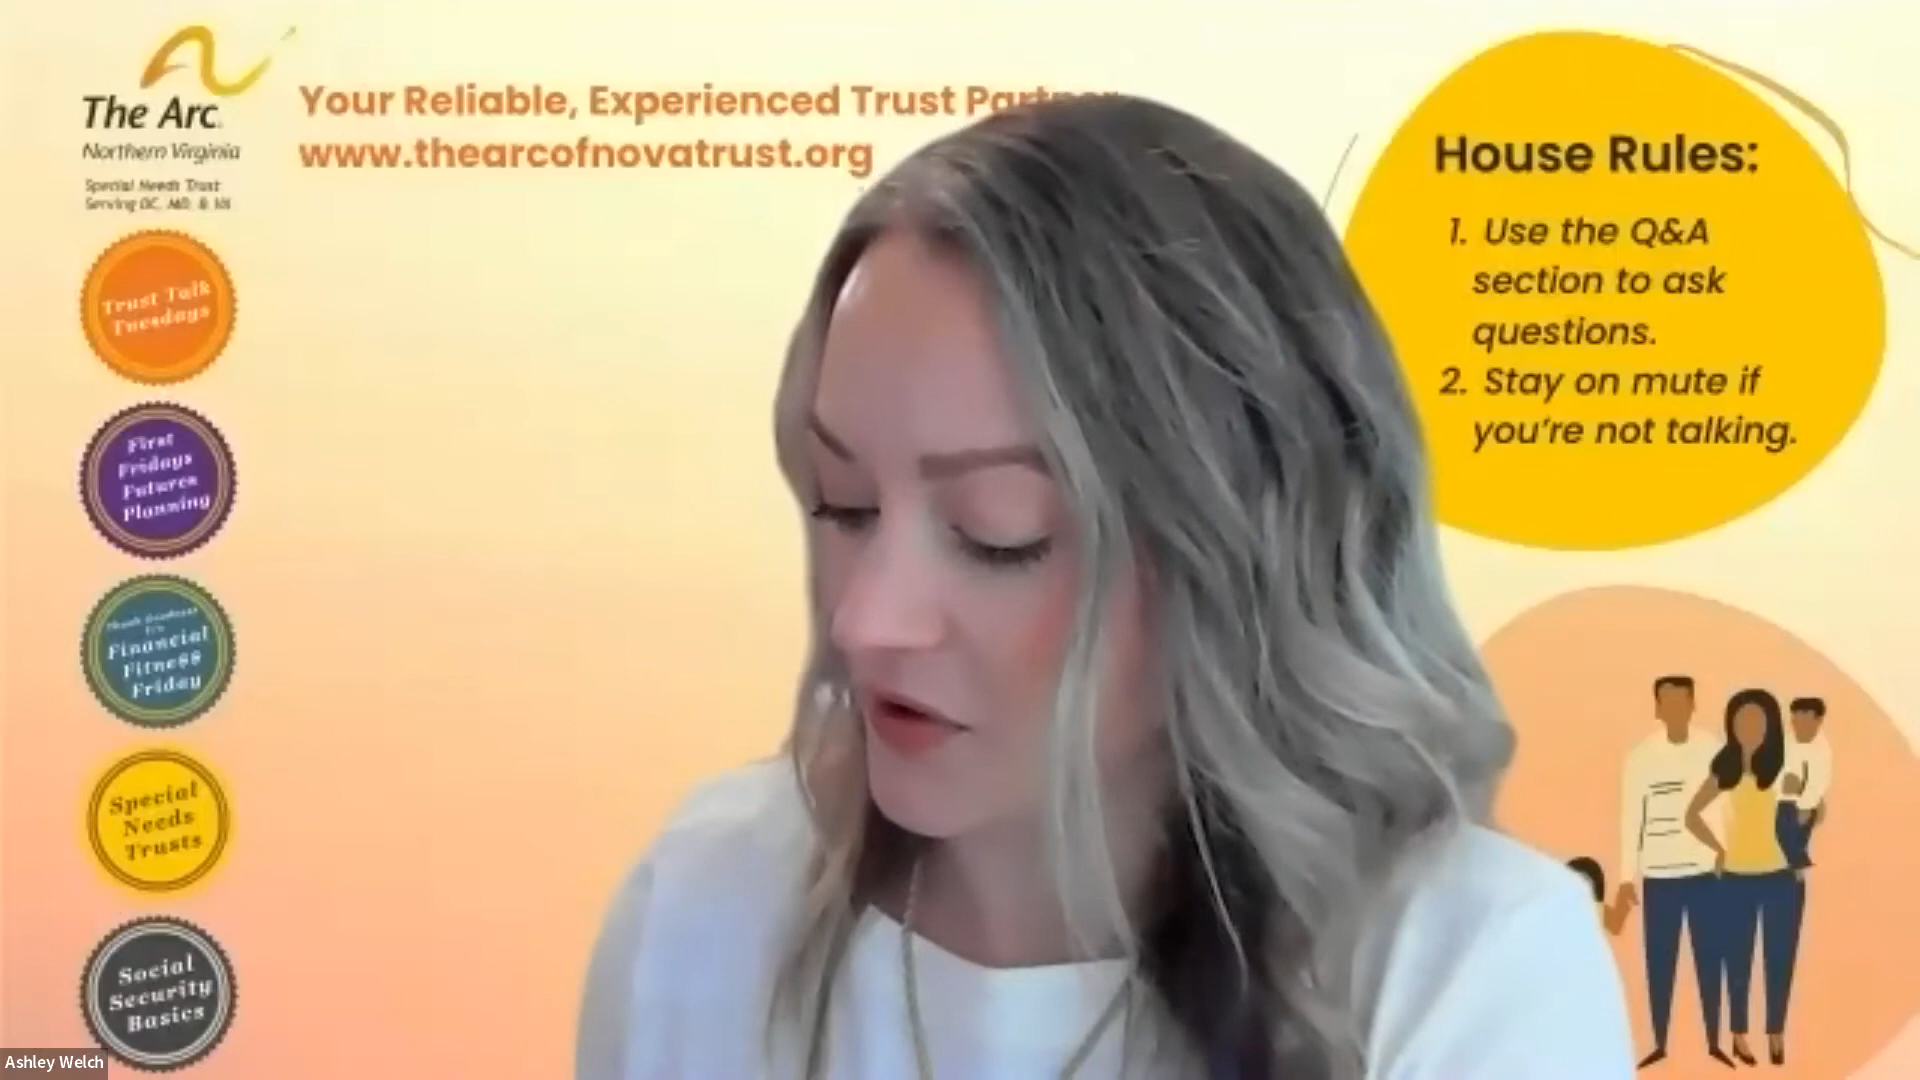 The Arc.
Northern Virginia
Special Needs Trust
Serving DC, MD, & VA
Your Reliable, Experienced Trust Partner
www.thearcofnovatrust.org
Trust Talk
Tuesdays
First
Fridays
Futures
Planning
Financial
Fitne$$
Friday
Special
Needs
Trusts
Social
Security
Basics
House Rules:
1. Use the Q&A
section to ask
questions.
2. Stay on mute if
you're not talking.
Ashley Welch